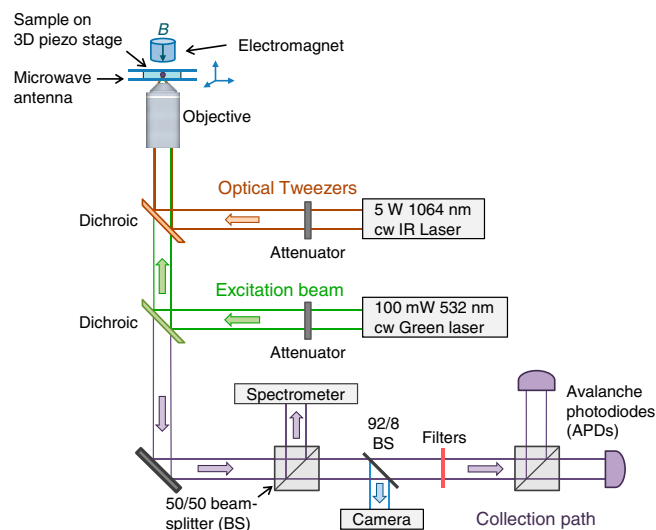 Sample on
3D piezo stage
B
Electromagnet
Microwave
antenna
Objective
Optical Tweezers
Dichroic
5 W 1064 nm
cw IR Laser
Attenuator
Excitation beam
Dichroic
100 mW 532 nm
cw Green laser
Attenuator
Spectrometer
92/8
BS
Filters
Avalanche
photodiodes
(APDs)
50/50 beam-
splitter (BS)
Camera
Collection path